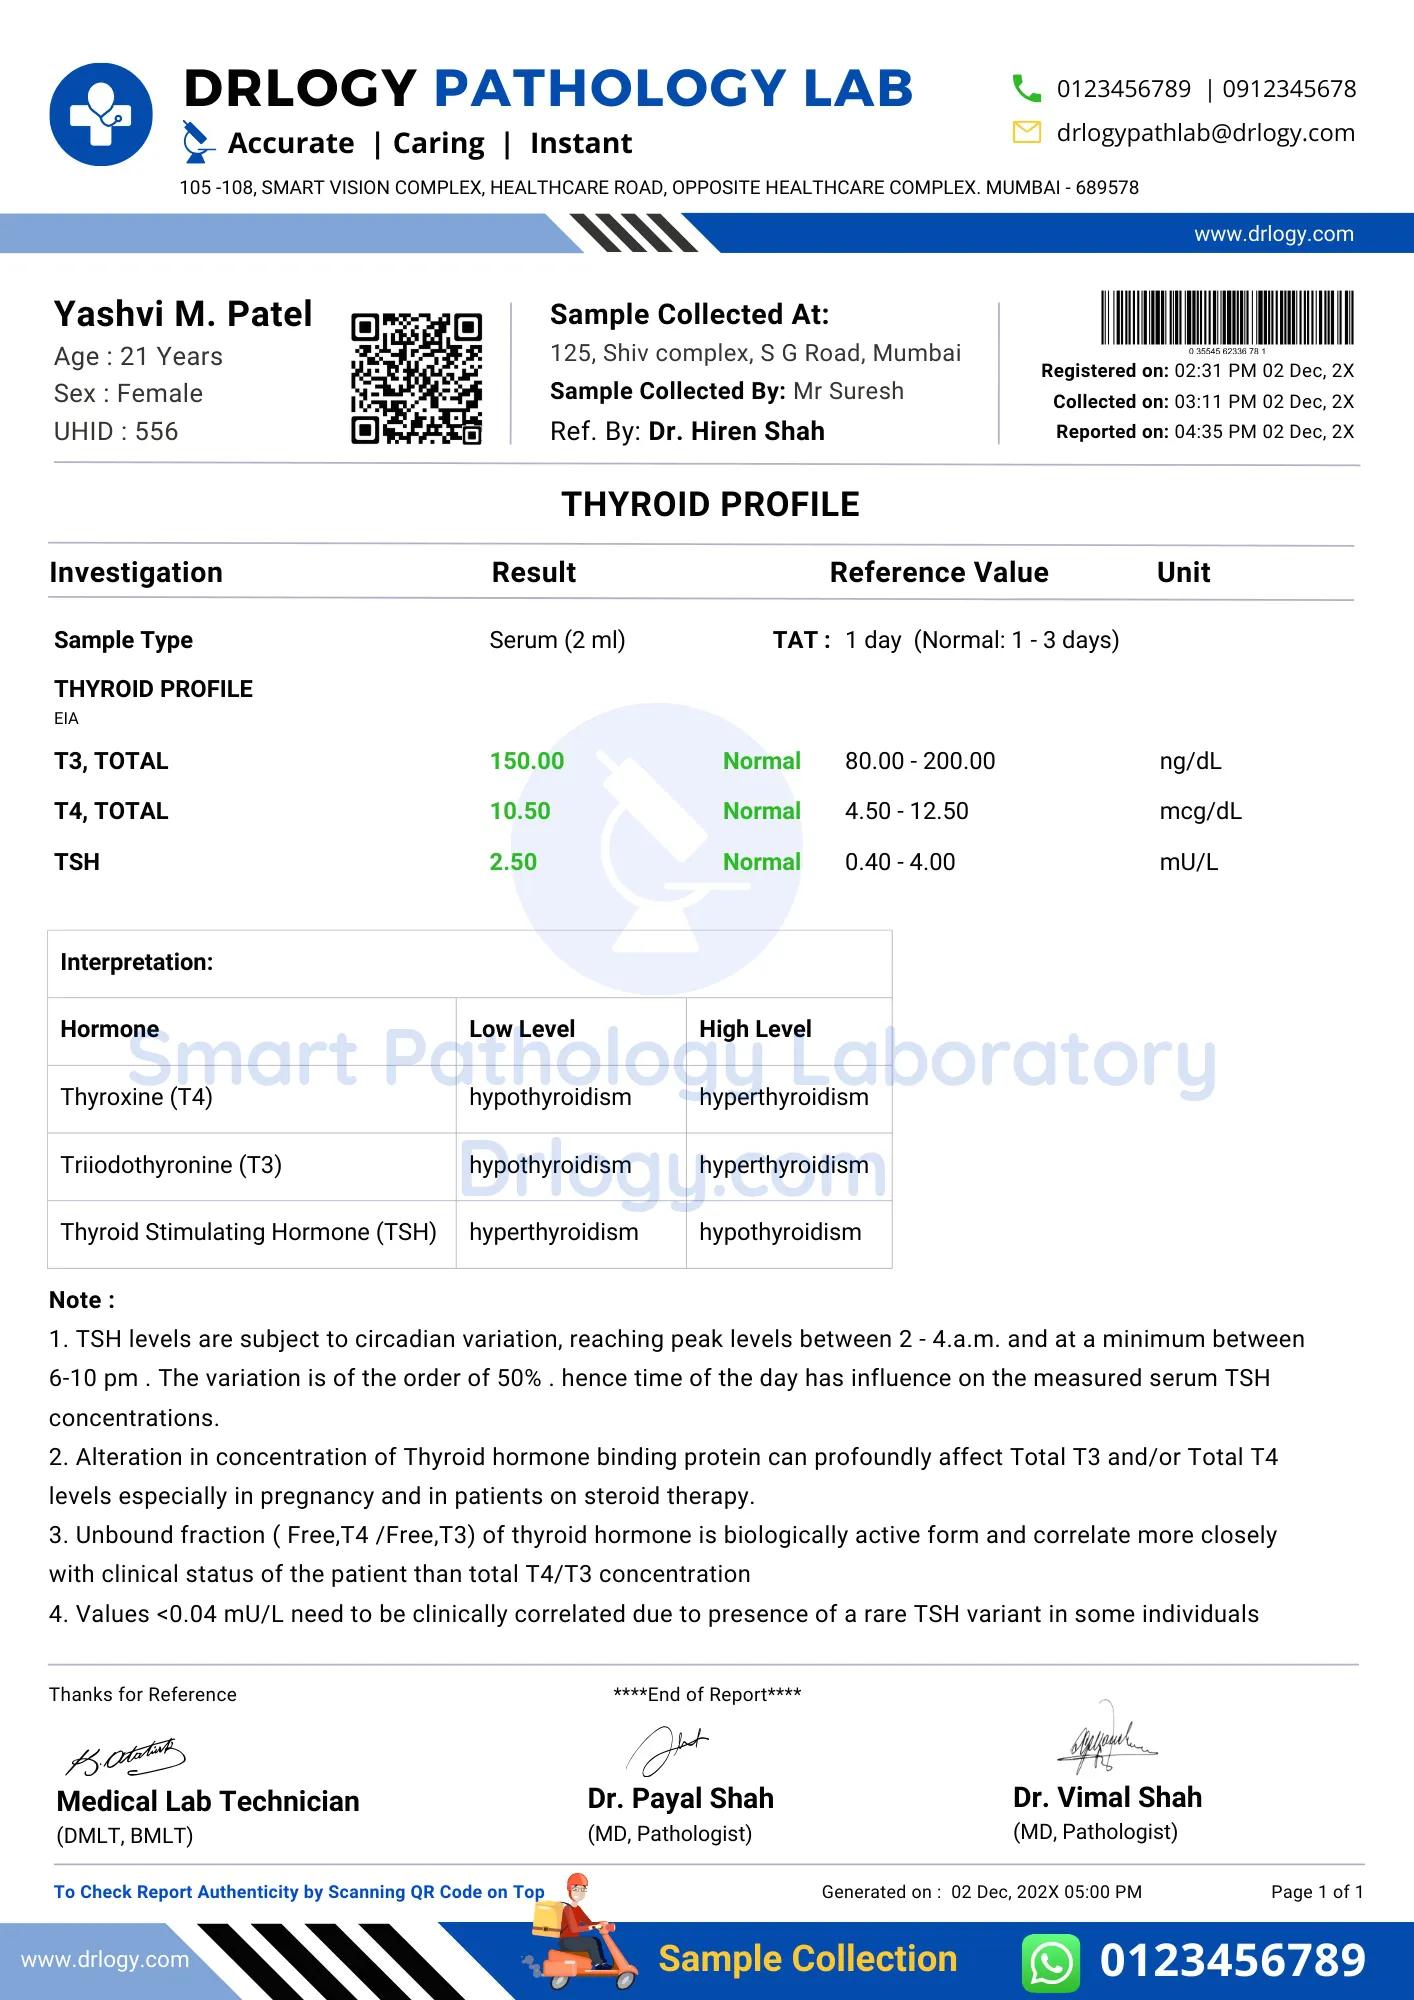 DRLOGY PATHOLOGY LAB
Accurate | Caring | Instant
0123456789 | 0912345678
drlogypathlab@drlogy.com
105 -108, SMART VISION COMPLEX, HEALTHCARE ROAD, OPPOSITE HEALTHCARE COMPLEX. MUMBAI - 689578
www.drlogy.com
Yashvi M. Patel
Age : 21 Years
Sex : Female
UHID : 556
Sample Collected At:
125, Shiv complex, S G Road, Mumbai
Sample Collected By: Mr Suresh
Ref. By: Dr. Hiren Shah
0 35545 62336 78 1
Registered on: 02:31 PM 02 Dec, 2X
Collected on: 03:11 PM 02 Dec, 2X
Reported on: 04:35 PM 02 Dec, 2X
THYROID PROFILE
Investigation Result Reference Value Unit
Sample Type Serum (2 ml) TAT : 1 day (Normal: 1 - 3 days)
THYROID PROFILE
EIA
T3, TOTAL 150.00 Normal 80.00 - 200.00 ng/dL
T4, TOTAL 10.50 Normal 4.50 - 12.50 mcg/dL
TSH 2.50 Normal 0.40 - 4.00 mU/L
Interpretation:
Hormone Low Level High Level
Smart Pathology Laboratory
Thyroxine (T4) hypothyroidism hyperthyroidism
Triiodothyronine (T3) hypothyroidism hyperthyroidism
Drlogy.com
Thyroid Stimulating Hormone (TSH) hyperthyroidism hypothyroidism
Note :
1. TSH levels are subject to circadian variation, reaching peak levels between 2 - 4.a.m. and at a minimum between
6-10 pm . The variation is of the order of 50% . hence time of the day has influence on the measured serum TSH
concentrations.
2. Alteration in concentration of Thyroid hormone binding protein can profoundly affect Total T3 and/or Total T4
levels especially in pregnancy and in patients on steroid therapy.
3. Unbound fraction ( Free,T4 /Free,T3) of thyroid hormone is biologically active form and correlate more closely
with clinical status of the patient than total T4/T3 concentration
4. Values <0.04 mU/L need to be clinically correlated due to presence of a rare TSH variant in some individuals
Thanks for Reference ****End of Report****
Medical Lab Technician
(DMLT, BMLT)
Dr. Payal Shah
(MD, Pathologist)
Dr. Vimal Shah
(MD, Pathologist)
To Check Report Authenticity by Scanning QR Code on Top
Generated on : 02 Dec, 202X 05:00 PM
Page 1 of 1
www.drlogy.com
Sample Collection
0123456789